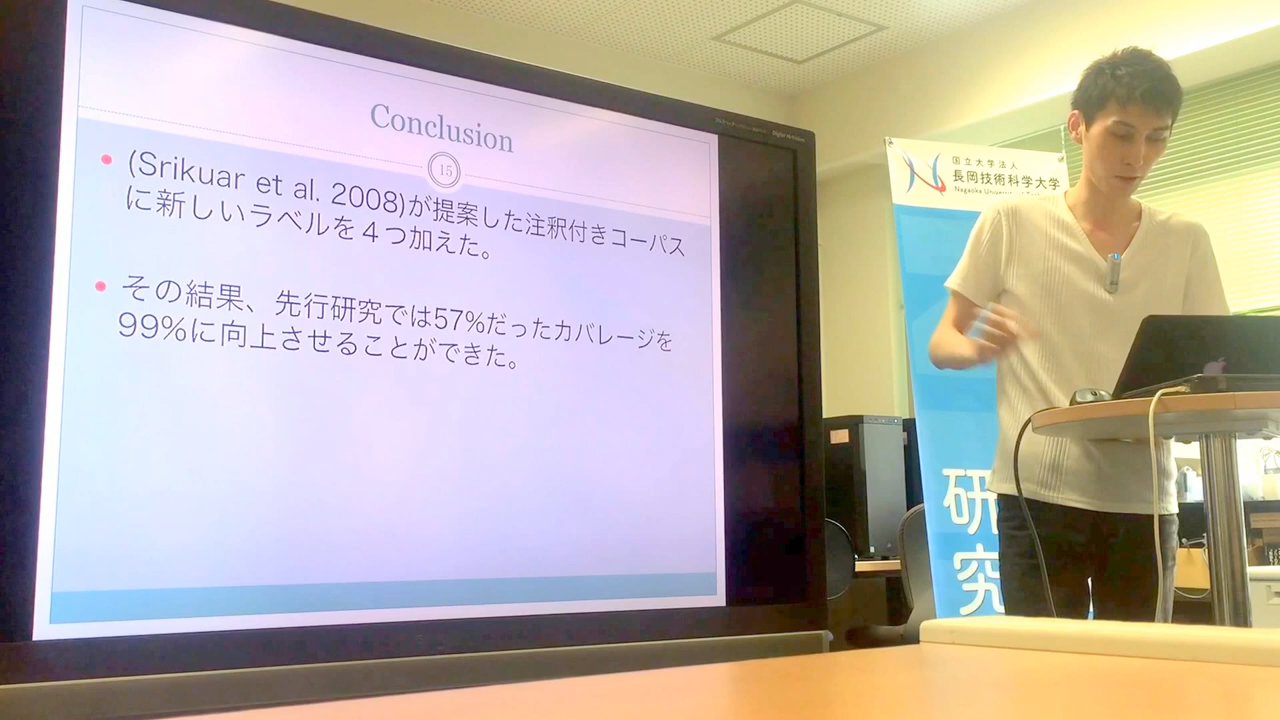 Conclusion
15
(Srikuar et al. 2008)が提案した注釈付きコーパス
に新しいラベルを４つ加えた。
その結果、先行研究では57%だったカバレージを
99%に向上させることができた。
国立大学法人
長岡技術科学大学
Nagaoka
研
究